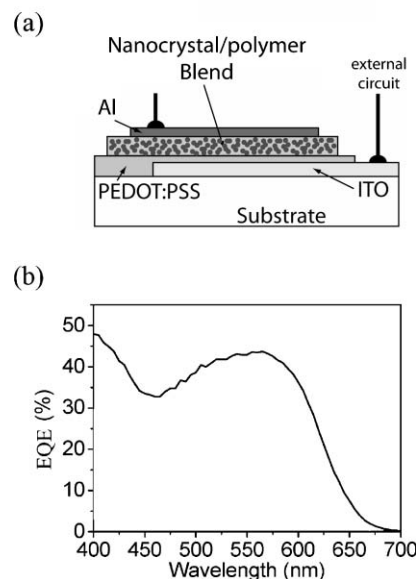 (a)
Nanocrystal/polymer
Blend
external
circuit
Al
PEDOT:PSS
ITO
Substrate
(b)
EQE (%)
50
40
30
20
10
0
400 450 500 550 600 650 700
Wavelength (nm)